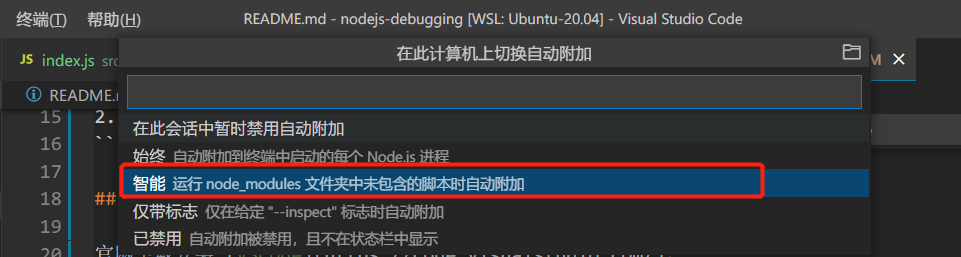 终端(T) 帮助(H) README.md - nodejs-debugging [WSL: Ubuntu-20.04] - Visual Studio Code
在此计算机上切换自动附加
JS index.js src
M
README.
15 2.
16 ``
在此会话中暂时禁用自动附加
始终 自动附加到终端中启动的每个 Node.js 进程
17
智能 运行 node_modules 文件夹中未包含的脚本时自动附加
18 ##
仅带标志 仅在给定 "--inspect" 标志时自动附加
19
已禁用 自动附加被禁用，且不在状态栏中显示
20